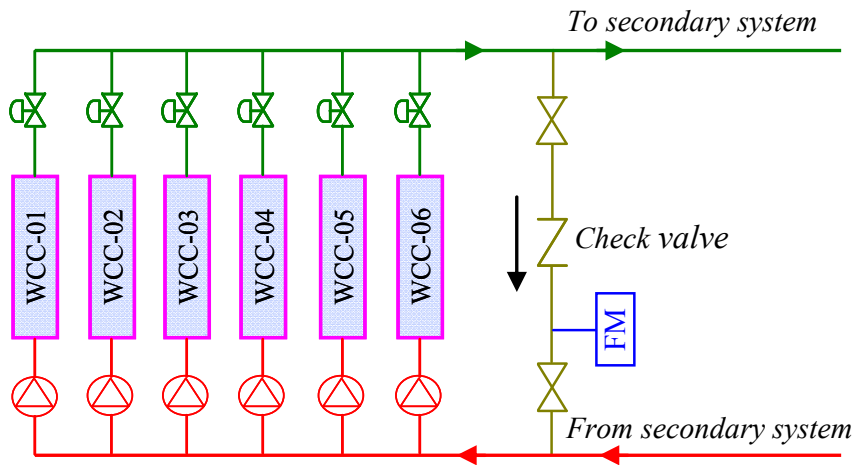 To secondary system
WCC-01
WCC-02
WCC-03
WCC-04
WCC-05
WCC-06
Check valve
FM
From secondary system